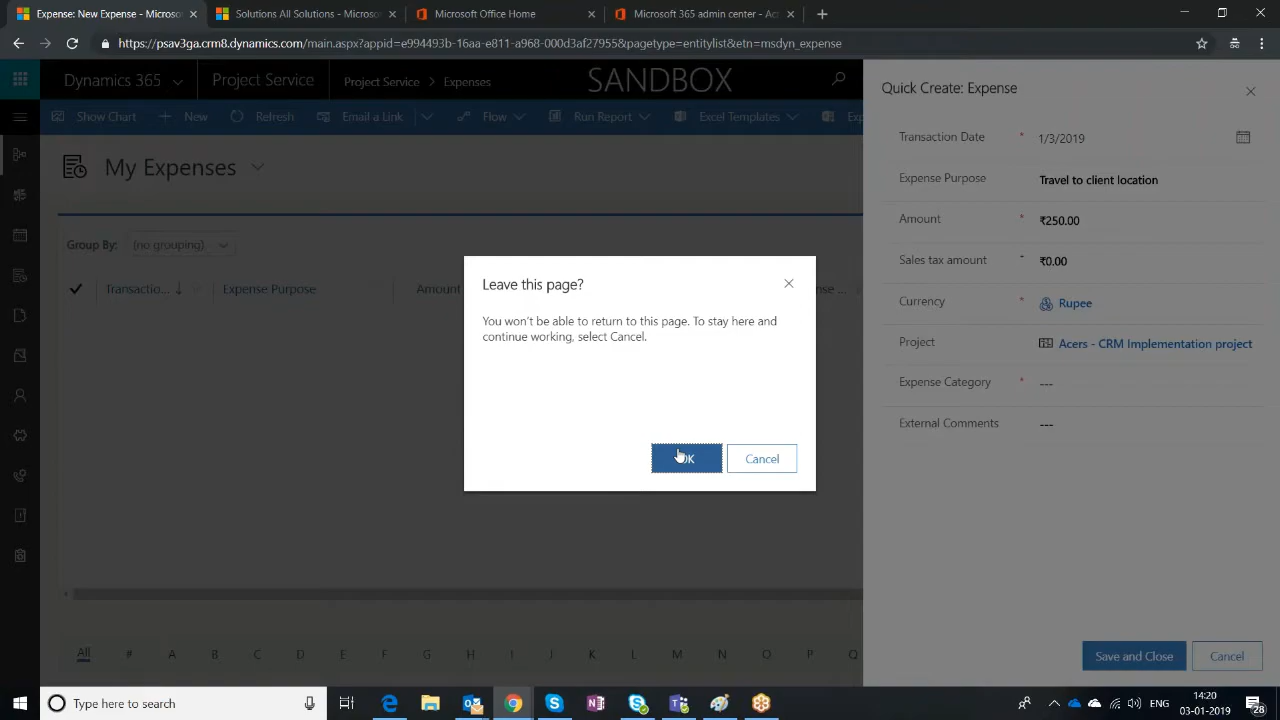 Expense: New Expense - Microso
Solutions All Solutions - Microsof
Microsoft Office Home
Microsoft 365 admin center - Act
https://psav3ga.crm8.dynamics.com/main.aspx?appid=e994493b-16aa-e811-a968-000d3af27955&pagetype=entitylist&etn=msdyn_expense
Dynamics 365
Project Service
Project Service > Expenses
SANDBOX
Show Chart
New
Refresh
Email a Link
Flow
Run Report
Excel Templates
Exp
My Expenses
Group By:
(no grouping)
Transactio...
Expense Purpose
Amount
nse ...
Leave this page?
You won't be able to return to this page. To stay here and
continue working, select Cancel.
Cancel
Quick Create: Expense
Transaction Date * 1/3/2019
Expense Purpose Travel to client location
Amount * ₹250.00
Sales tax amount * ₹0.00
Currency * Rupee
Project Acers - CRM Implementation project
Expense Category * ---
External Comments ---
Save and Close
Cancel
All # A B C D E F G H I J K L M N O P Q
Type here to search
ENG
14:20
03-01-2019
28